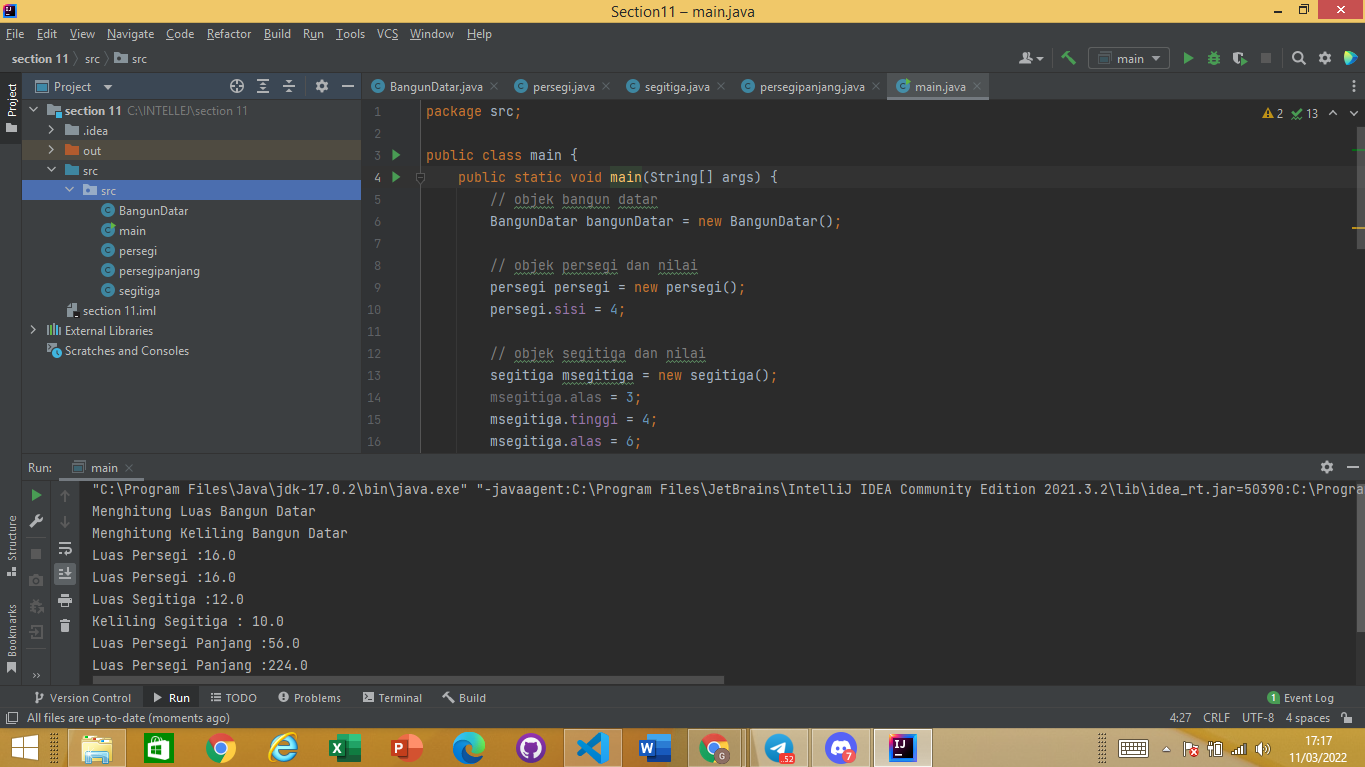 Section11 – main.java
File Edit View Navigate Code Refactor Build Run Tools VCS Window Help
section 11 src src
main
Project
Project
section 11 C:\INTELLEJ\section 11
.idea
out
src
src
BangunDatar
main
persegi
persegipanjang
segitiga
section 11.iml
External Libraries
Scratches and Consoles
BangunDatar.java persegi.java segitiga.java persegipanjang.java main.java
2 13
1 package src;
2
3 public class main {
4 public static void main(String[] args) {
5 // objek bangun datar
6 BangunDatar bangunDatar = new BangunDatar();
7
8 // objek persegi dan nilai
9 persegi persegi = new persegi();
10 persegi.sisi = 4;
11
12 // objek segitiga dan nilai
13 segitiga msegitiga = new segitiga();
14 msegitiga.alas = 3;
15 msegitiga.tinggi = 4;
16 msegitiga.alas = 6;
Run: main
"C:\Program Files\Java\jdk-17.0.2\bin\java.exe" "-javaagent:C:\Program Files\JetBrains\IntelliJ IDEA Community Edition 2021.3.2\lib\idea_rt.jar=50390:C:\Progra
Menghitung Luas Bangun Datar
Menghitung Keliling Bangun Datar
Luas Persegi :16.0
Luas Persegi :16.0
Luas Segitiga :12.0
Keliling Segitiga : 10.0
Luas Persegi Panjang :56.0
Luas Persegi Panjang :224.0
Structure
Bookmarks
Version Control Run TODO Problems Terminal Build
1 Event Log
All files are up-to-date (moments ago)
4:27 CRLF UTF-8 4 spaces
X P W G .52 7 IJ
17:17
11/03/2022